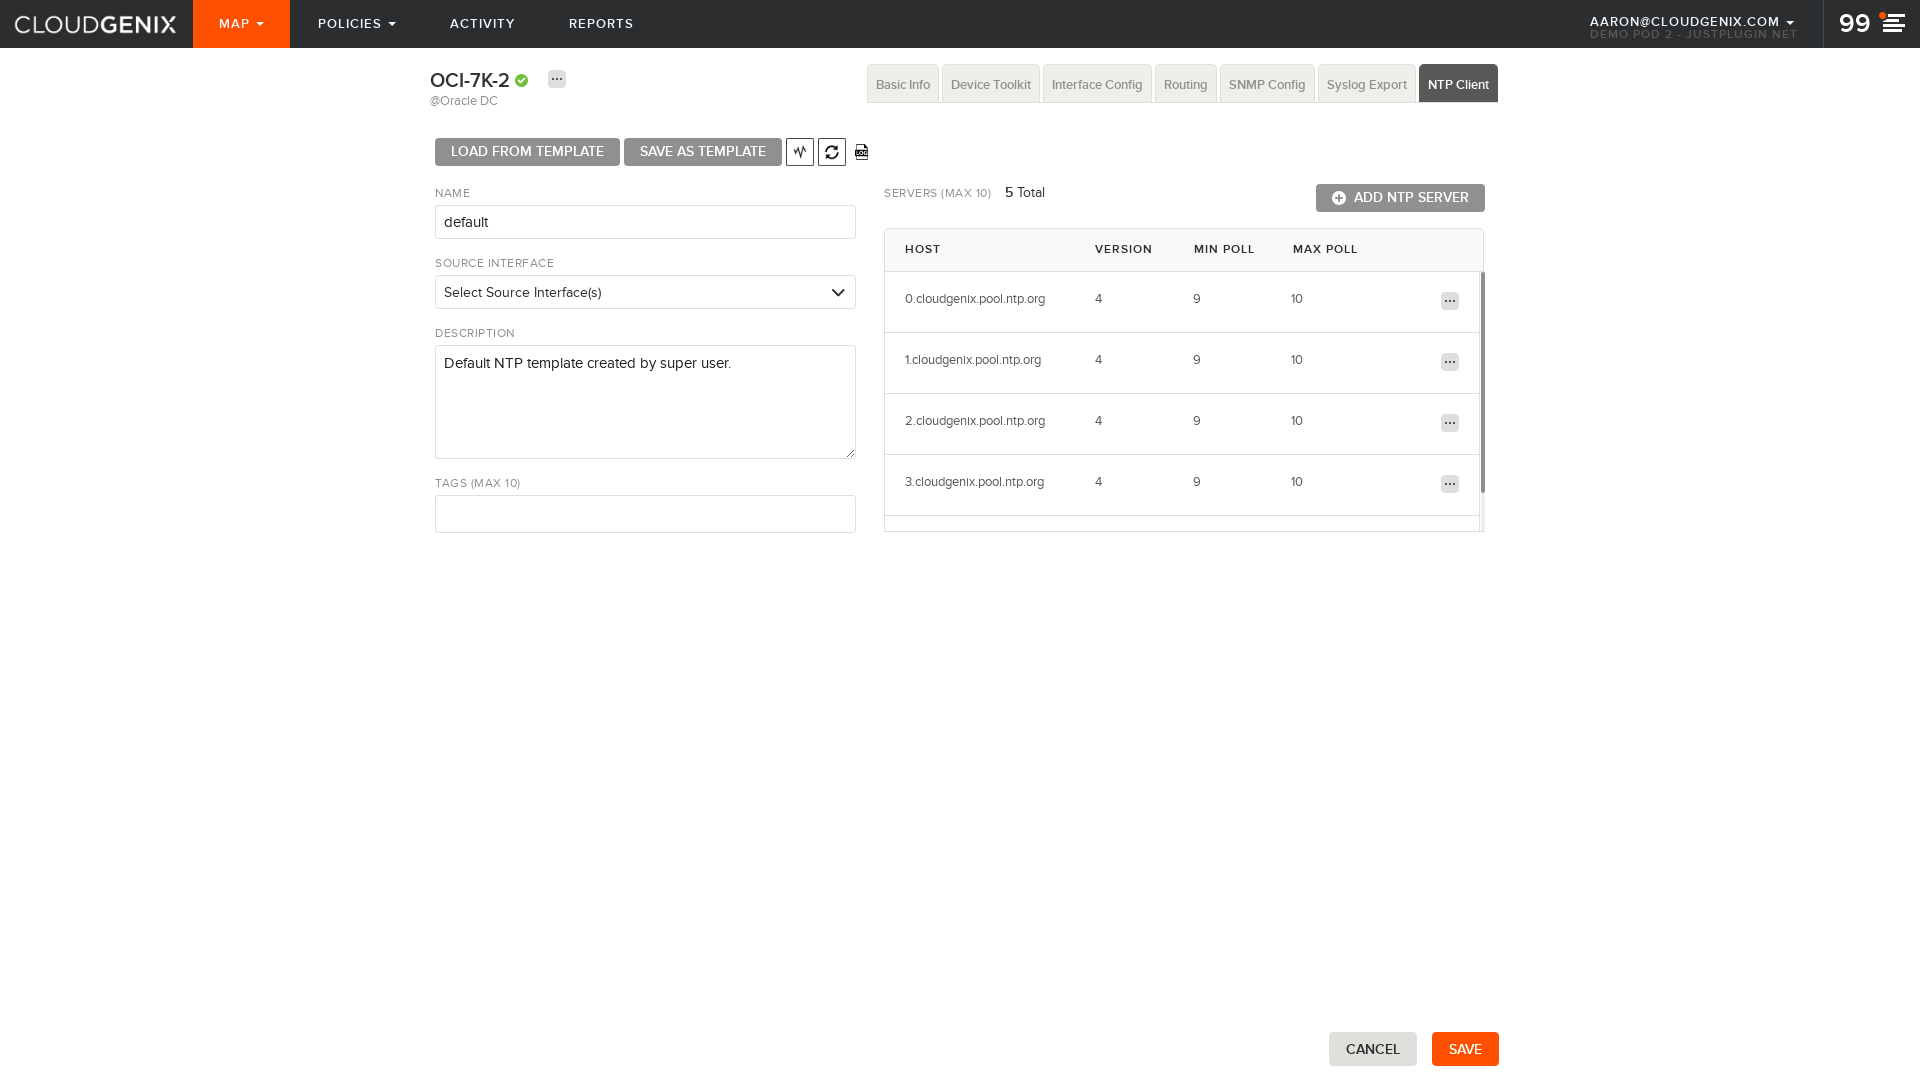 CLOUDGENIX
MAP
POLICIES
ACTIVITY
REPORTS
AARON@CLOUDGENIX.COM
DEMO POD 2 - JUSTPLUGIN.NET
99
OCI-7K-2
@Oracle DC
Basic Info
Device Toolkit
Interface Config
Routing
SNMP Config
Syslog Export
NTP Client
LOAD FROM TEMPLATE
SAVE AS TEMPLATE
LOG
NAME
default
SOURCE INTERFACE
Select Source Interface(s)
DESCRIPTION
Default NTP template created by super user.
TAGS (MAX 10)
SERVERS (MAX 10) 5 Total
ADD NTP SERVER
HOST VERSION MIN POLL MAX POLL
0.cloudgenix.pool.ntp.org 4 9 10
1.cloudgenix.pool.ntp.org 4 9 10
2.cloudgenix.pool.ntp.org 4 9 10
3.cloudgenix.pool.ntp.org 4 9 10
CANCEL
SAVE